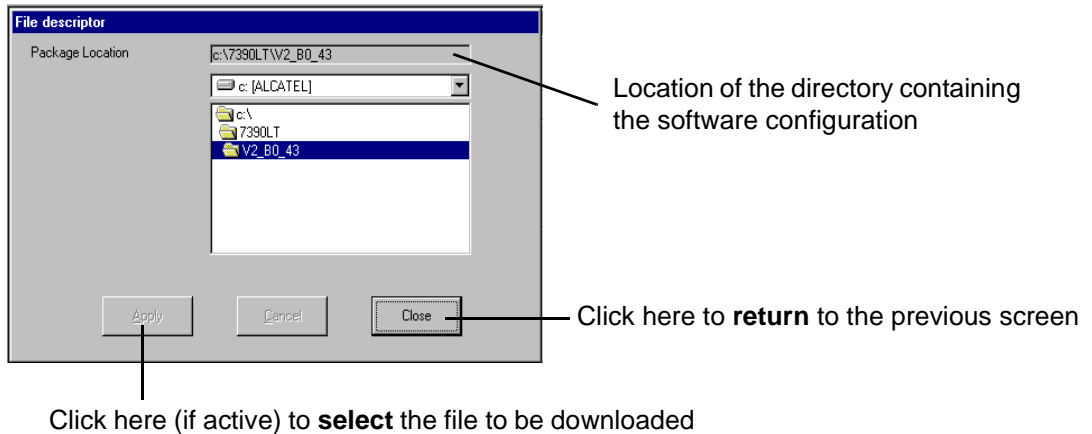 File descriptor
Package Location
c:\7390LT\V2_B0_43
c: [ALCATEL]
c:\
7390LT
V2_B0_43
Location of the directory containing
the software configuration
Apply
Cancel
Close
Click here to return to the previous screen
Click here (if active) to select the file to be downloaded